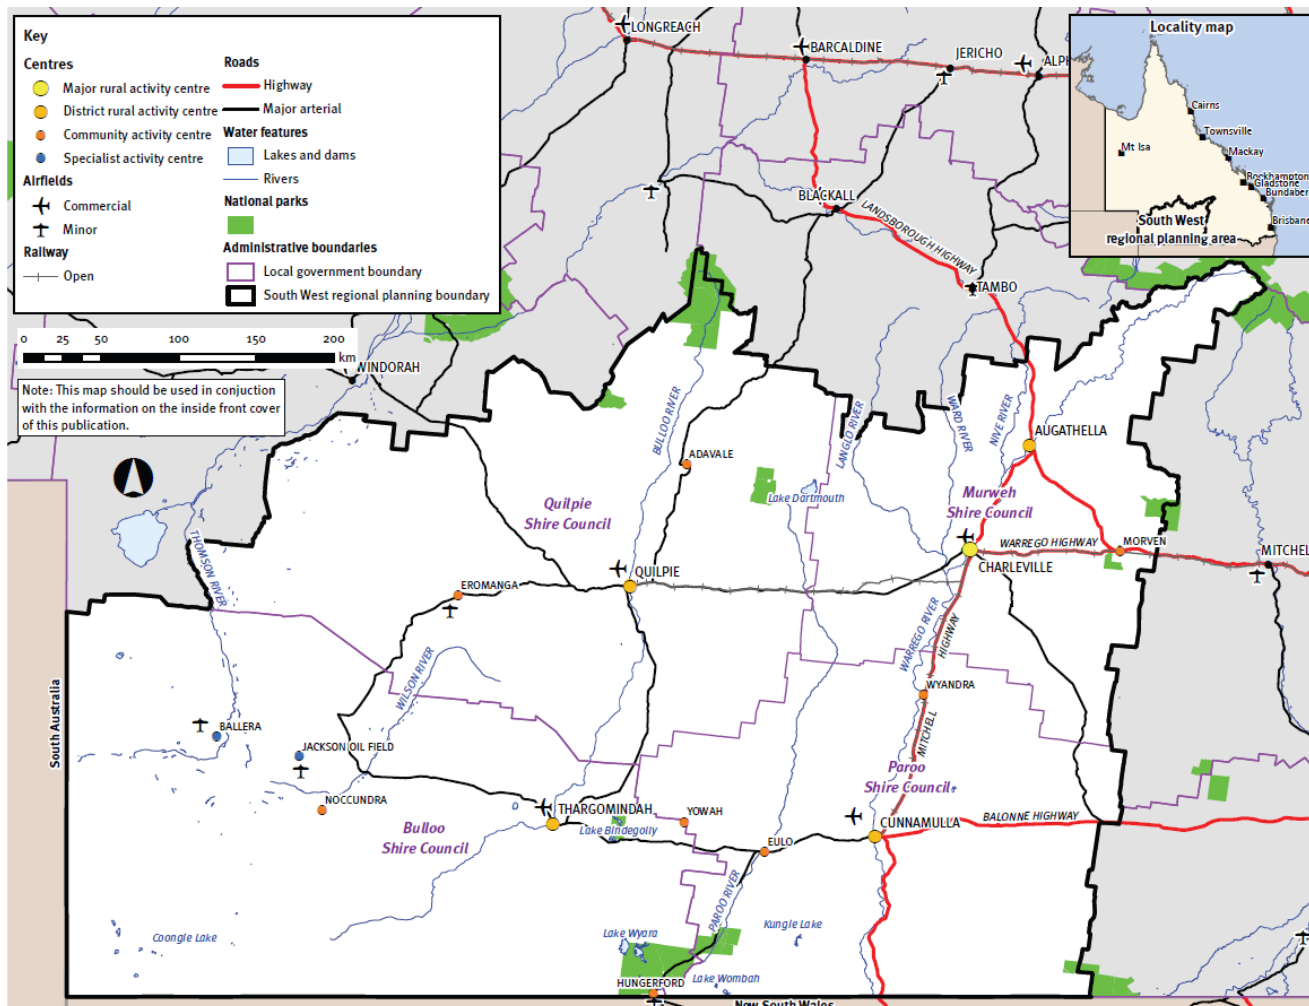 Key
Centres
Major rural activity centre
District rural activity centre
Community activity centre
Specialist activity centre
Airfields
Commercial
Minor
Railway
Open
Roads
Highway
Major arterial
Water features
Lakes and dams
Rivers
National parks
Administrative boundaries
Local government boundary
South West regional planning boundary
0 25 50 100 150 200
km
Note: This map should be used in conjuction
with the information on the inside front cover
of this publication.
Locality map
Cairns
Townsville
Mt Isa
Mackay
Rockhampton
Gladstone
Bundaber
Brisbane
South West
regional planning area
LONGREACH
BARCALDINE
JERICHO
ALPH
BLACKALL
LANDSBOROUGH HIGHWAY
TAMBO
WINDORAH
BULLOO RIVER
LANGLO RIVER
WARD RIVER
NIVE RIVER
AUGATHELLA
ADAVALE
Lake Dartmouth
Quilpie
Shire Council
Murweh
Shire Council
THOMSON RIVER
WARREGO HIGHWAY
MORVEN
MITCHELL
CHARLEVILLE
QUILPIE
EROMANGA
WARREGO RIVER
HIGHWAY
WILSON RIVER
WYANDRA
MITCHELL
South Australia
BALLERA
JACKSON OIL FIELD
NOCCUNDRA
Paroo
Shire Council
THARGOMINDAH
YOWAH
Lake Bindegolly
CUNNAMULLA
BALONNE HIGHWAY
Bulloo
Shire Council
EULO
PAROO RIVER
Coongie Lake
Lake Wyara
Kungie Lake
Lake Wombah
HUNGERFORD
New South Wales